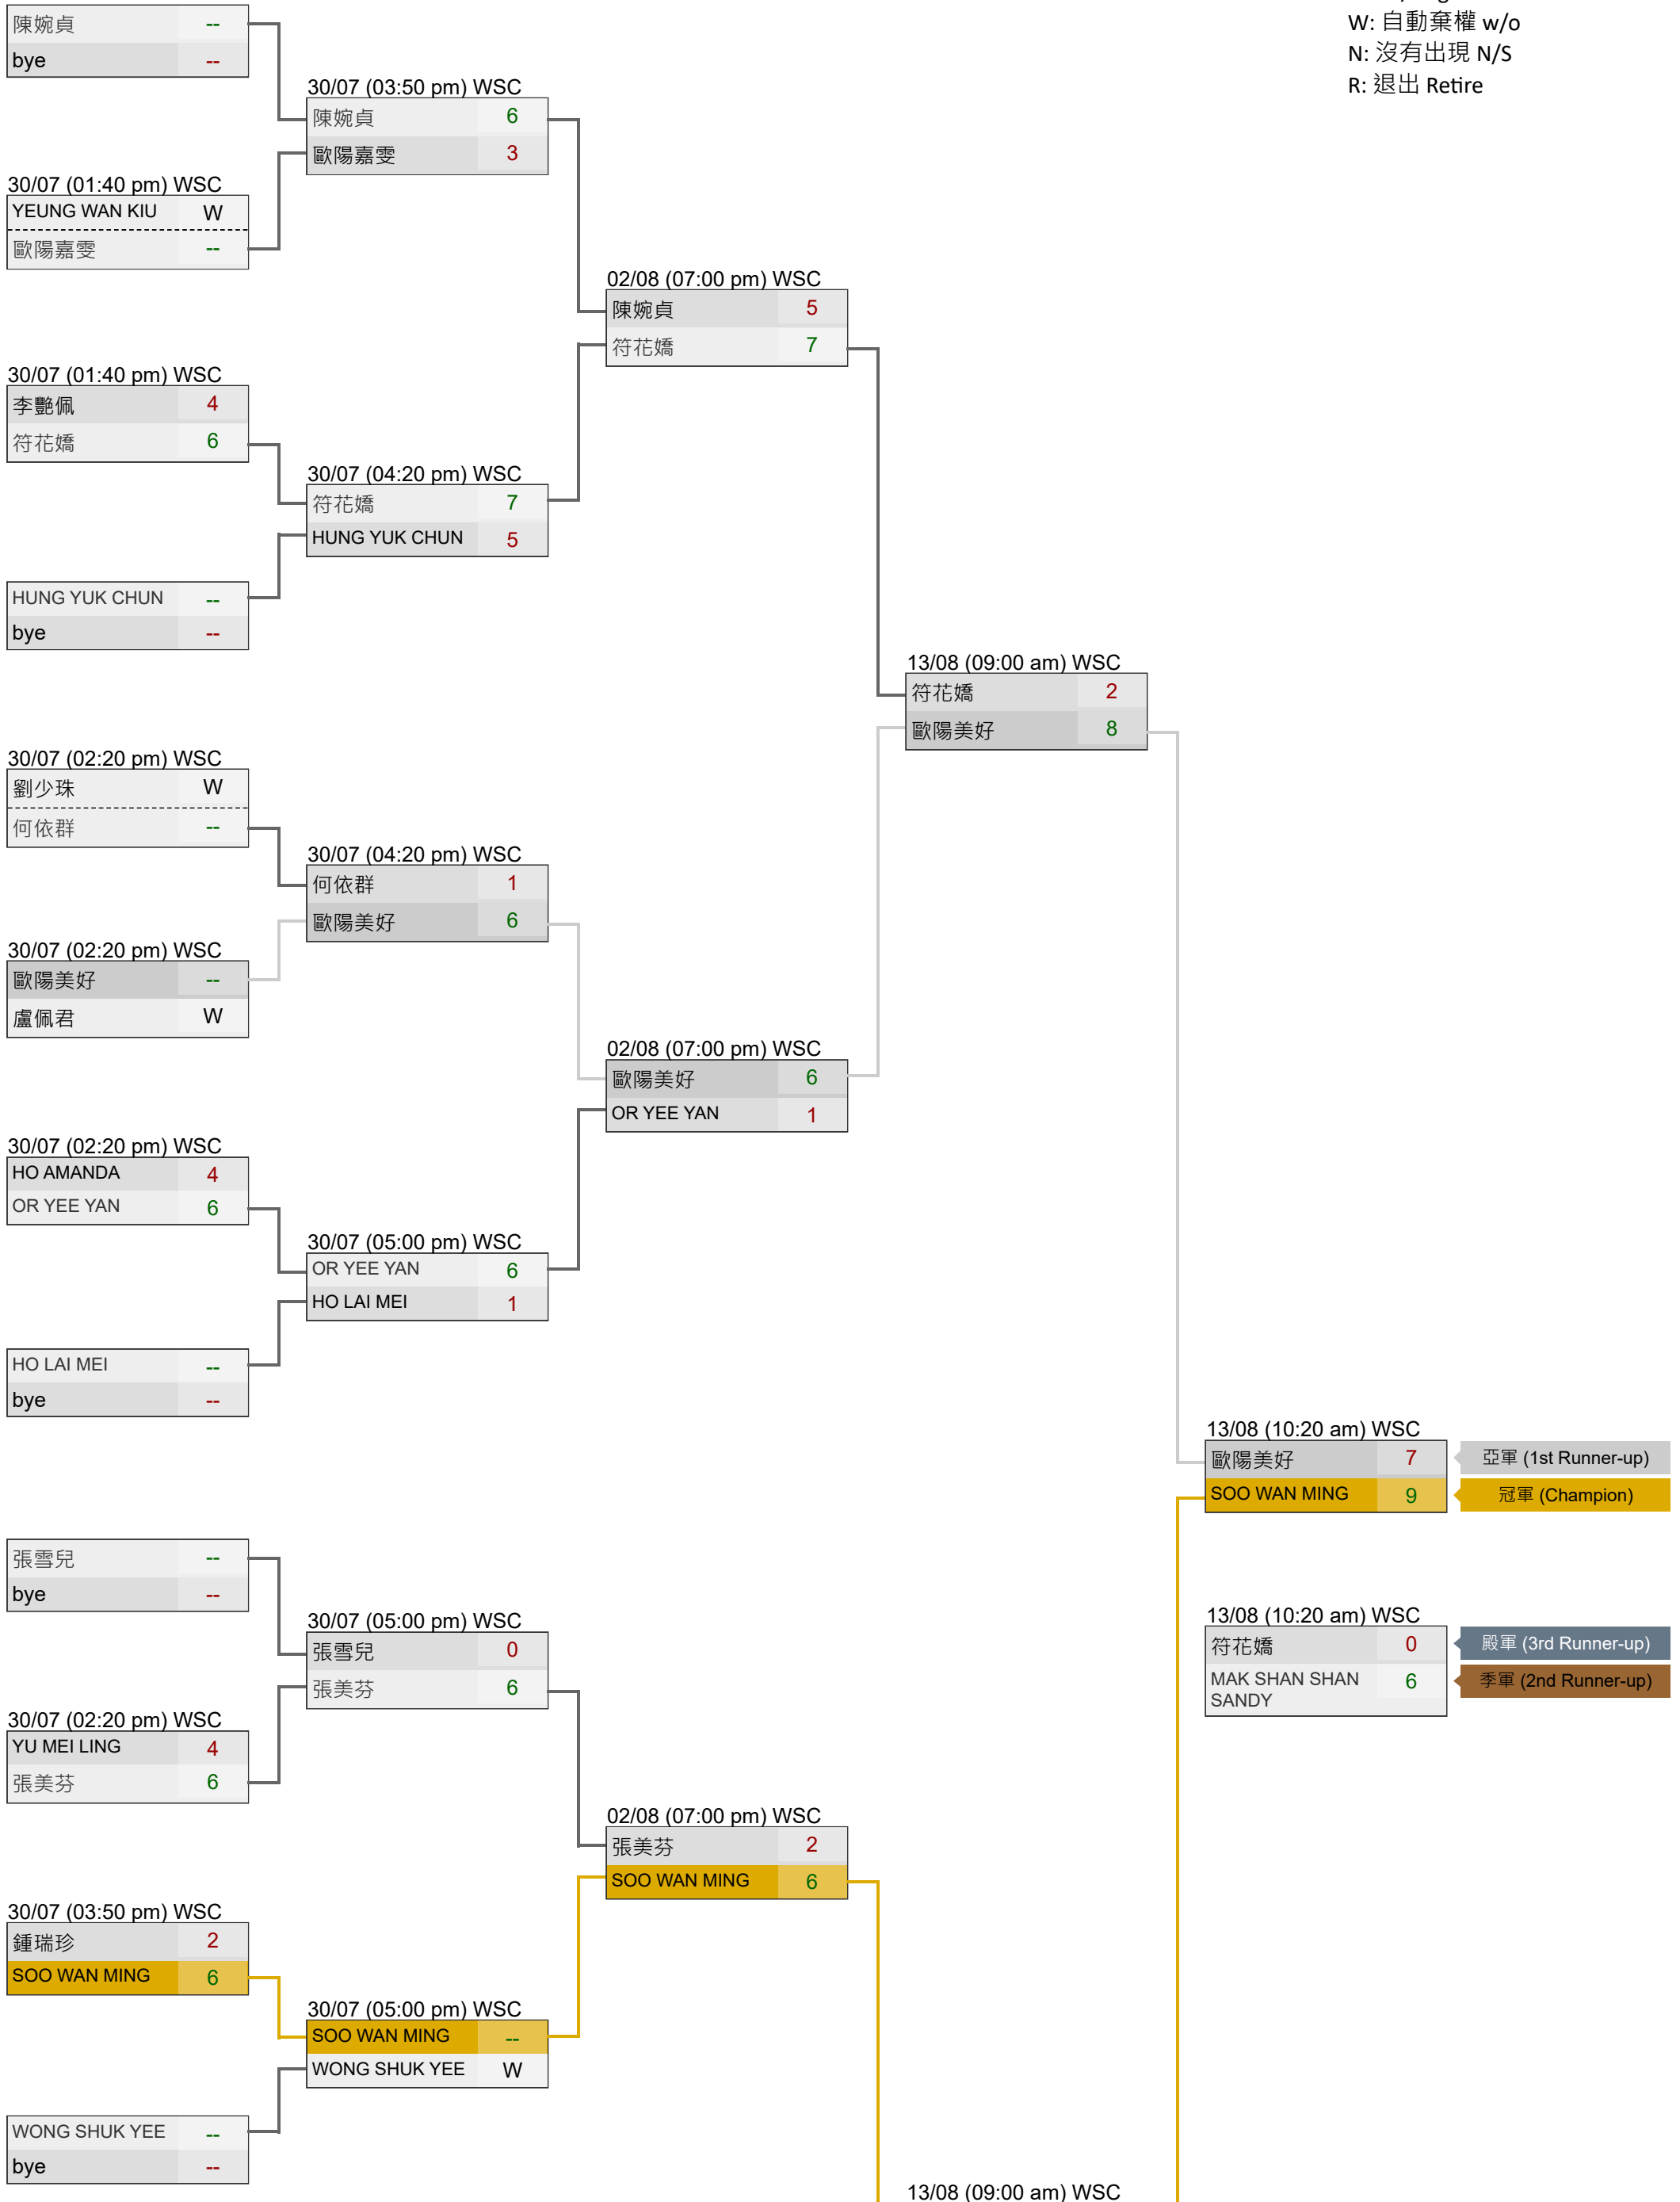 W: 自動棄權 w/o
N: 沒有出現 N/S
R: 退出 Retire
陳婉貞 --
bye --
30/07 (03:50 pm) WSC
陳婉貞 6
歐陽嘉雯 3
30/07 (01:40 pm) WSC
YEUNG WAN KIU W
歐陽嘉雯 --
02/08 (07:00 pm) WSC
陳婉貞 5
符花嬌 7
30/07 (01:40 pm) WSC
李艷佩 4
符花嬌 6
30/07 (04:20 pm) WSC
符花嬌 7
HUNG YUK CHUN 5
HUNG YUK CHUN --
bye --
13/08 (09:00 am) WSC
符花嬌 2
歐陽美好 8
30/07 (02:20 pm) WSC
劉少珠 W
何依群 --
30/07 (04:20 pm) WSC
何依群 1
歐陽美好 6
30/07 (02:20 pm) WSC
歐陽美好 --
盧佩君 W
02/08 (07:00 pm) WSC
歐陽美好 6
OR YEE YAN 1
30/07 (02:20 pm) WSC
HO AMANDA 4
OR YEE YAN 6
30/07 (05:00 pm) WSC
OR YEE YAN 6
HO LAI MEI 1
HO LAI MEI --
bye --
13/08 (10:20 am) WSC
歐陽美好 7 亞軍 (1st Runner-up)
SOO WAN MING 9 冠軍 (Champion)
張雪兒 --
bye --
30/07 (05:00 pm) WSC
張雪兒 0
張美芬 6
13/08 (10:20 am) WSC
符花嬌 0 殿軍 (3rd Runner-up)
MAK SHAN SHAN 6 季軍 (2nd Runner-up)
SANDY
30/07 (02:20 pm) WSC
YU MEI LING 4
張美芬 6
02/08 (07:00 pm) WSC
張美芬 2
SOO WAN MING 6
30/07 (03:50 pm) WSC
鍾瑞珍 2
SOO WAN MING 6
30/07 (05:00 pm) WSC
SOO WAN MING --
WONG SHUK YEE W
WONG SHUK YEE --
bye --
13/08 (09:00 am) WSC